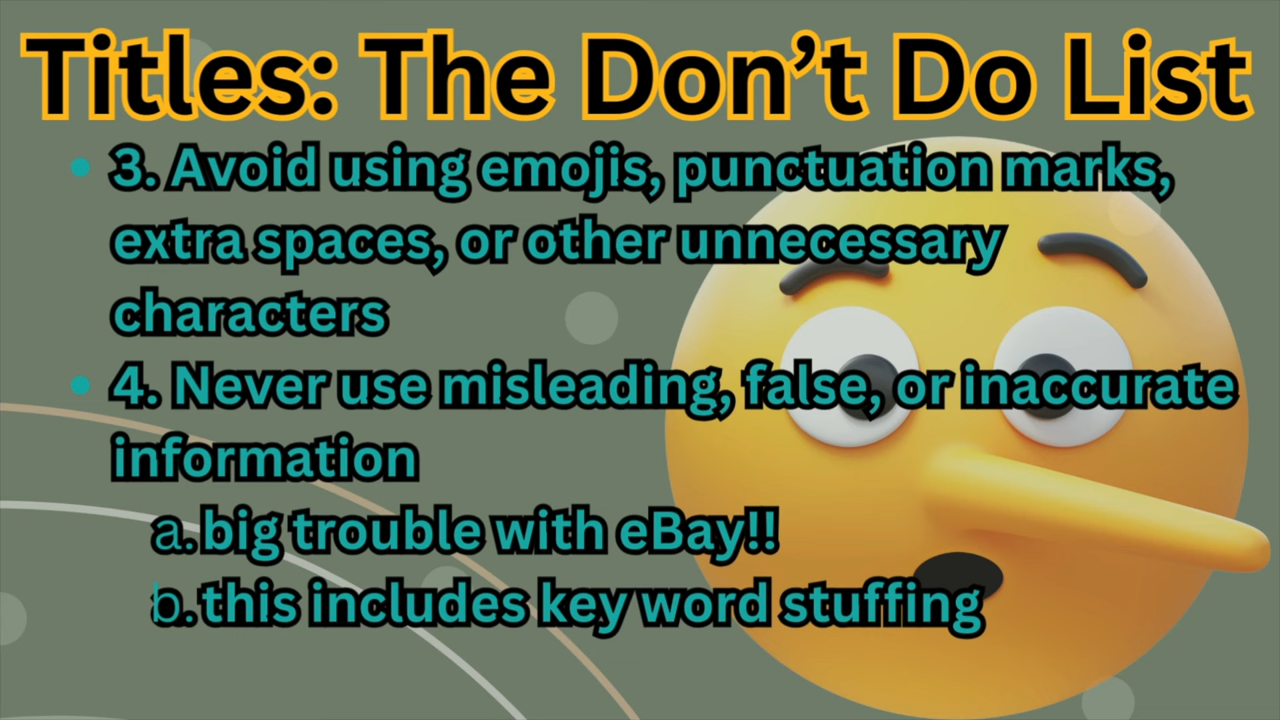 Titles: The Don’t Do List
• 3. Avoid using emojis, punctuation marks,
extra spaces, or other unnecessary
characters
• 4. Never use misleading, false, or inaccurate
information
a. big trouble with eBay!!
b. this includes key word stuffing